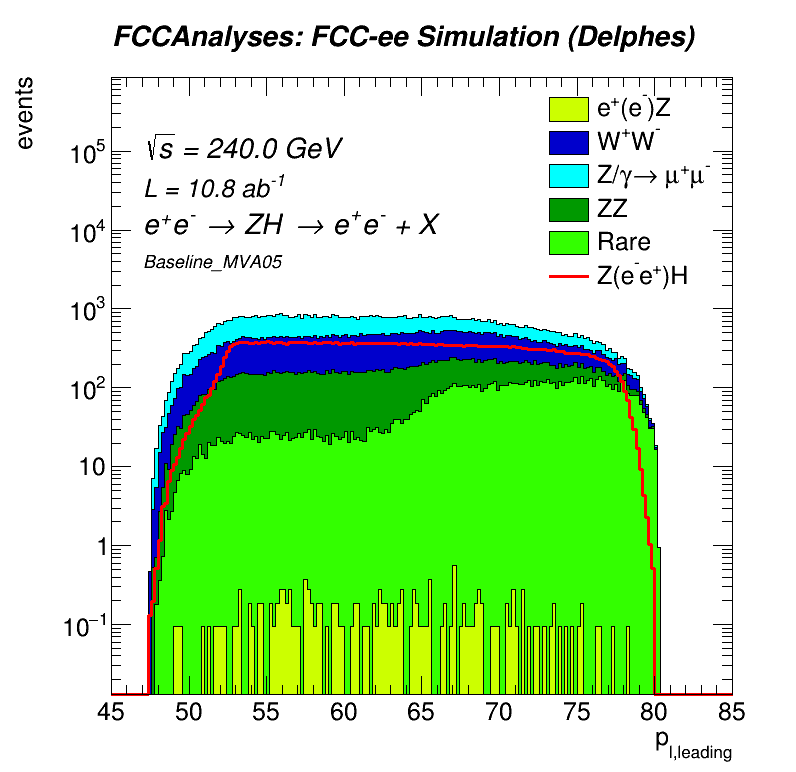 FCCAnalyses: FCC-ee Simulation (Delphes)
events
√s = 240.0 GeV
L = 10.8 ab⁻¹
e⁺e⁻ → ZH → e⁺e⁻ + X
Baseline_MVA05
e⁺(e⁻)Z
W⁺W⁻
Z/γ→ μ⁺μ⁻
ZZ
Rare
Z(e⁻e⁺)H
10⁵
10⁴
10³
10²
10
1
10⁻¹
45 50 55 60 65 70 75 80 85
p_l,leading